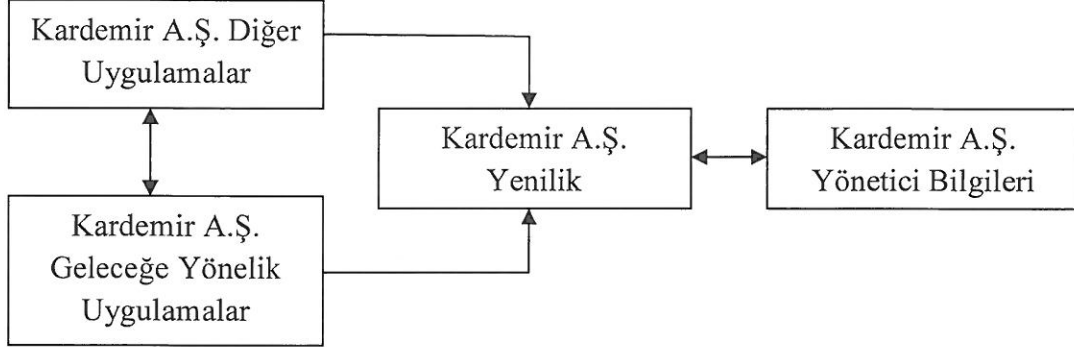 Kardemir A.Ş. Diğer
Uygulamalar
Kardemir A.Ş.
Yenilik
Kardemir A.Ş.
Yönetici Bilgileri
Kardemir A.Ş.
Geleceğe Yönelik
Uygulamalar